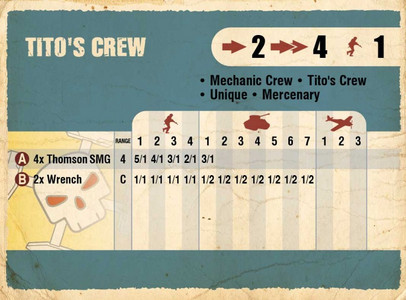 TITO'S CREW
2 4 1
• Mechanic Crew • Tito's Crew
• Unique • Mercenary
RANGE 1 2 3 4 1 2 3 4 5 6 7 1 2 3
A 4x Thomson SMG 4 5/1 4/1 3/1 2/1 3/1
B 2x Wrench C 1/1 1/1 1/1 1/1 1/2 1/2 1/2 1/2 1/2 1/2 1/2